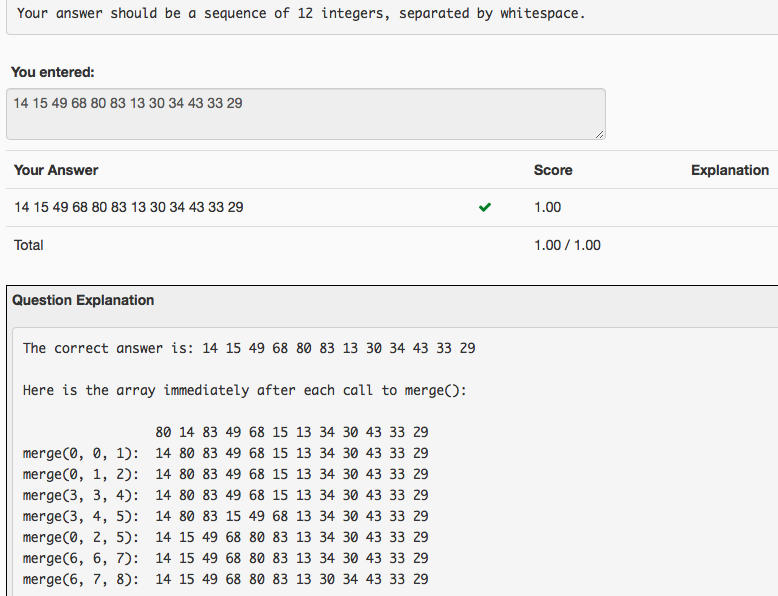 Your answer should be a sequence of 12 integers, separated by whitespace.
You entered:
14 15 49 68 80 83 13 30 34 43 33 29
Your Answer Score Explanation
14 15 49 68 80 83 13 30 34 43 33 29 1.00
Total 1.00 / 1.00
Question Explanation
The correct answer is: 14 15 49 68 80 83 13 30 34 43 33 29
Here is the array immediately after each call to merge():
80 14 83 49 68 15 13 34 30 43 33 29
merge(0, 0, 1): 14 80 83 49 68 15 13 34 30 43 33 29
merge(0, 1, 2): 14 80 83 49 68 15 13 34 30 43 33 29
merge(3, 3, 4): 14 80 83 49 68 15 13 34 30 43 33 29
merge(3, 4, 5): 14 80 83 15 49 68 13 34 30 43 33 29
merge(0, 2, 5): 14 15 49 68 80 83 13 34 30 43 33 29
merge(6, 6, 7): 14 15 49 68 80 83 13 34 30 43 33 29
merge(6, 7, 8): 14 15 49 68 80 83 13 30 34 43 33 29